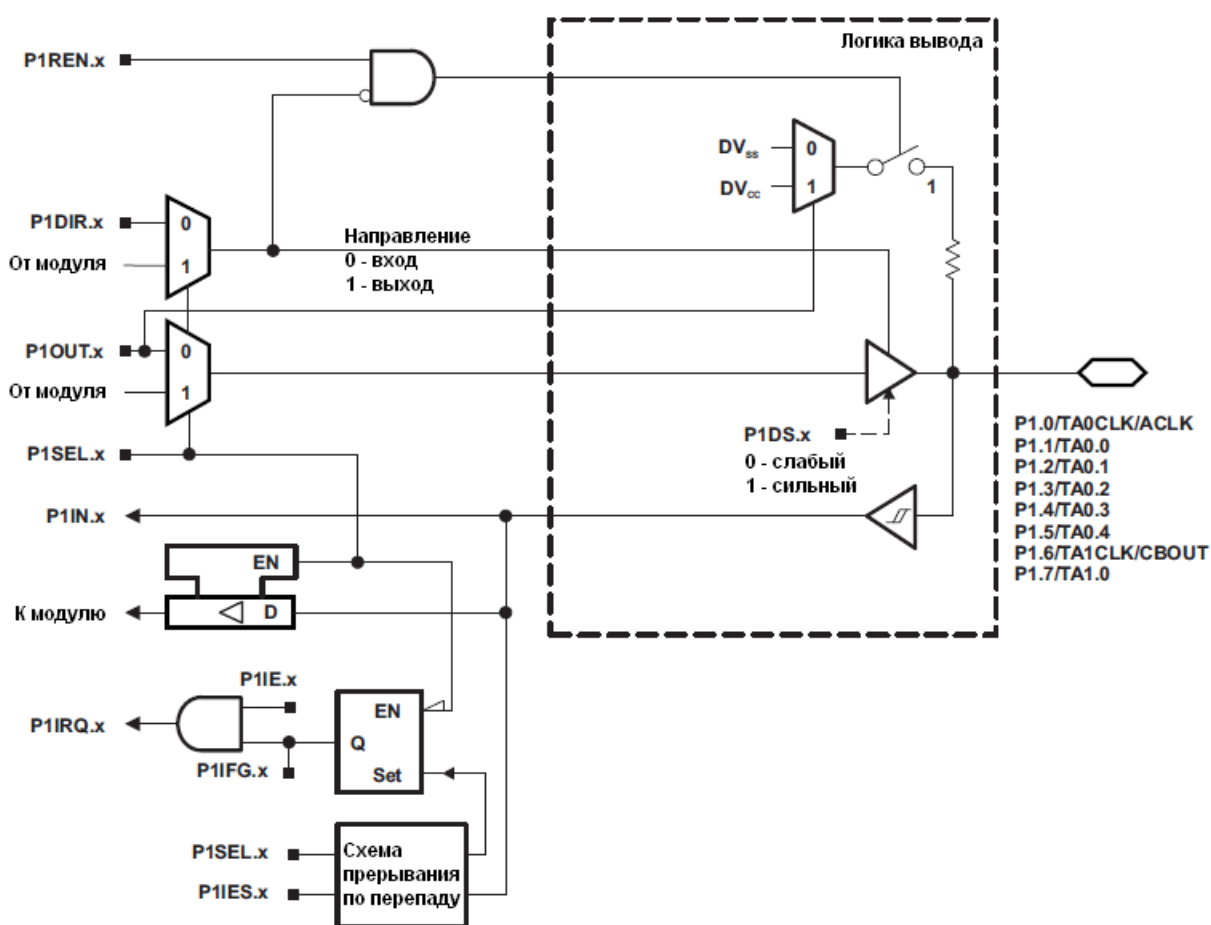 Логика вывода
P1REN.x
DVss
0
DVcc
1
1
P1DIR.x
0
От модуля
1
Направление
0 - вход
1 - выход
P1OUT.x
0
От модуля
1
P1DS.x
0 - слабый
1 - сильный
P1SEL.x
P1IN.x
EN
D
К модулю
P1.0/TA0CLK/ACLK
P1.1/TA0.0
P1.2/TA0.1
P1.3/TA0.2
P1.4/TA0.3
P1.5/TA0.4
P1.6/TA1CLK/CBOUT
P1.7/TA1.0
P1IE.x
P1IRQ.x
P1IFG.x
EN
Q
Set
P1SEL.x
P1IES.x
Схема
прерывания
по перепаду